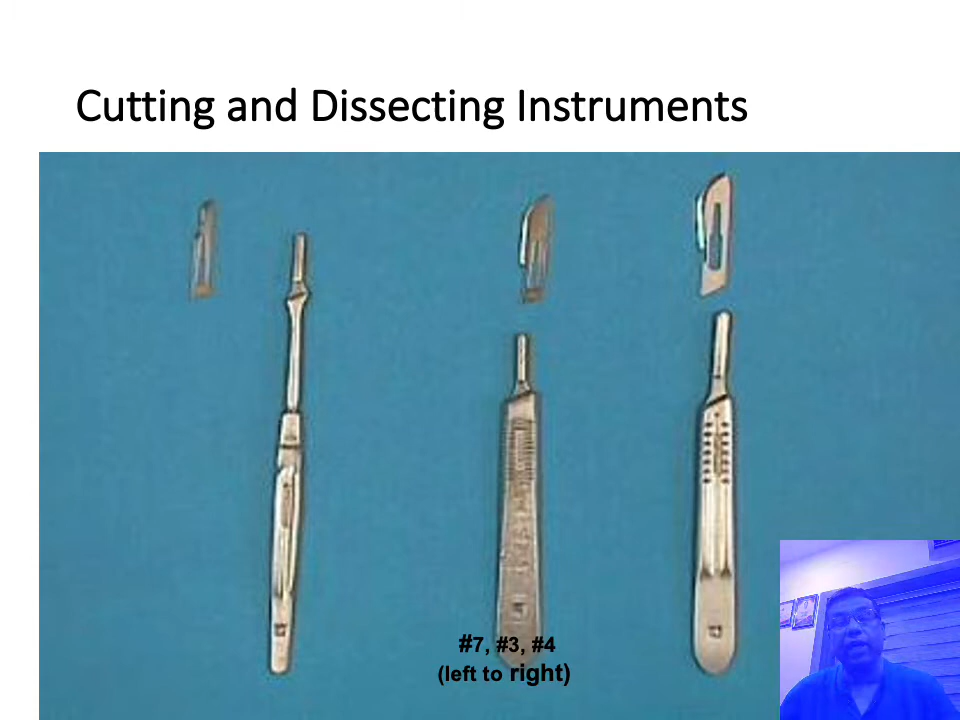 Cutting and Dissecting Instruments
#7, #3, #4
(left to right)